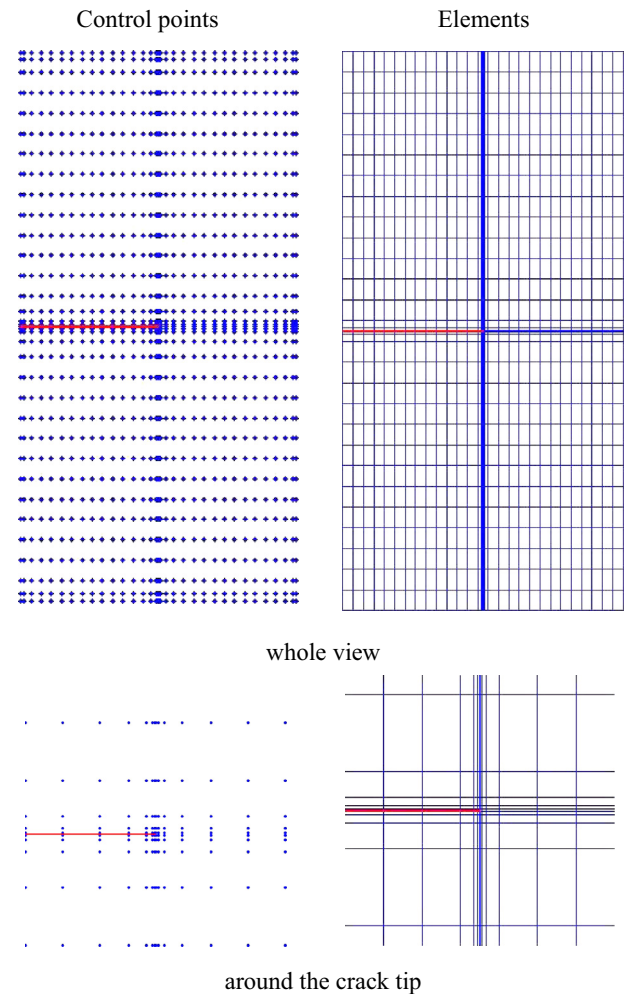 Control points
Elements
whole view
around the crack tip